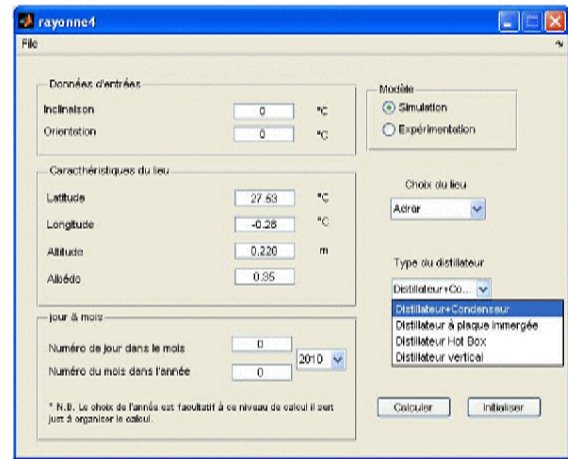 rayonne4
File
Données d'entrées
Inclinaison 0 °C
Orientation 0 °C
Caracthéristiques du lieu
Latitude 27.53 °C
Longitude -0.28 °C
Altitude 0.220 m
Albédo 0.35
jour & mois
Numéro de jour dans le mois 0
2010
Numéro du mois dans l'année 0
* N.B. Le choix de l'année est facultatif à ce niveau de calcul il sert
just à organiser le calcul.
Modèle
Simulation
Expérimentation
Choix du lieu
Adrar
Type du distillateur
Distillateur+Co...
Distillateur+Condenseur
Distillateur à plaque immergée
Distillateur Hot Box
Distillateur vertical
Calculer
Initialiser